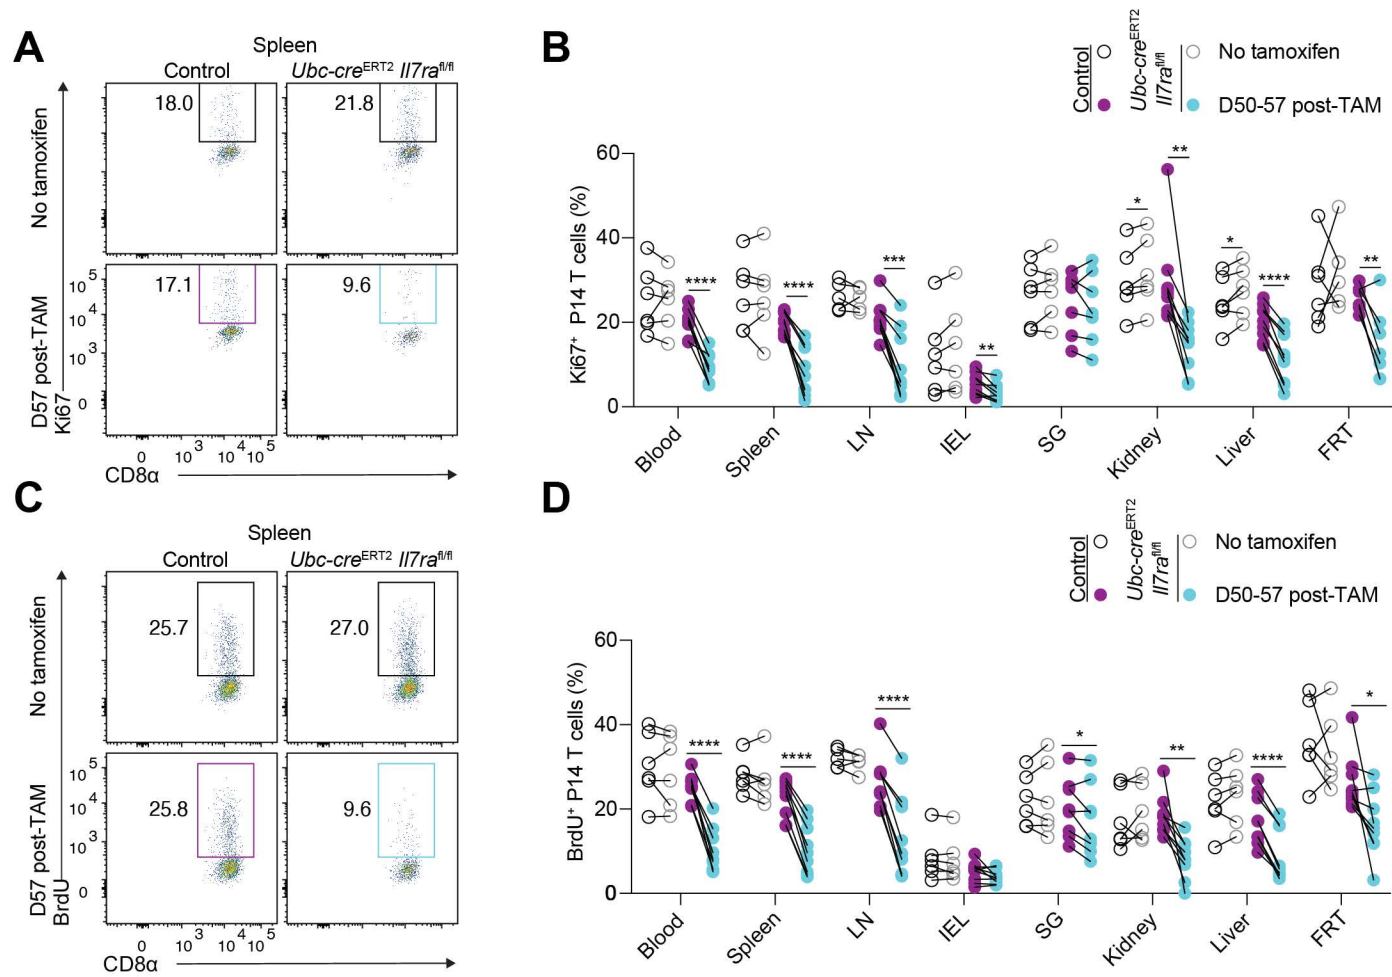 A
Spleen
Control
Ubc-creERT2 Il7rafl/fl
No tamoxifen
18.0
21.8
D57 post-TAM
Ki67
17.1
9.6
10^5
10^4
10^3
0
0 10^3 10^4 10^5
CD8α
B
Control
Ubc-creERT2
Il7rafl/fl
No tamoxifen
D50-57 post-TAM
Ki67+ P14 T cells (%)
60
40
20
0
****
****
***
**
*
**
*
****
**
Blood
Spleen
LN
IEL
SG
Kidney
Liver
FRT
C
Spleen
Control
Ubc-creERT2 Il7rafl/fl
No tamoxifen
25.7
27.0
D57 post-TAM
BrdU
25.8
9.6
10^5
10^4
10^3
0
0 10^3 10^4 10^5
CD8α
D
Control
Ubc-creERT2
Il7rafl/fl
No tamoxifen
D50-57 post-TAM
BrdU+ P14 T cells (%)
60
40
20
0
****
****
****
*
**
****
*
Blood
Spleen
LN
IEL
SG
Kidney
Liver
FRT